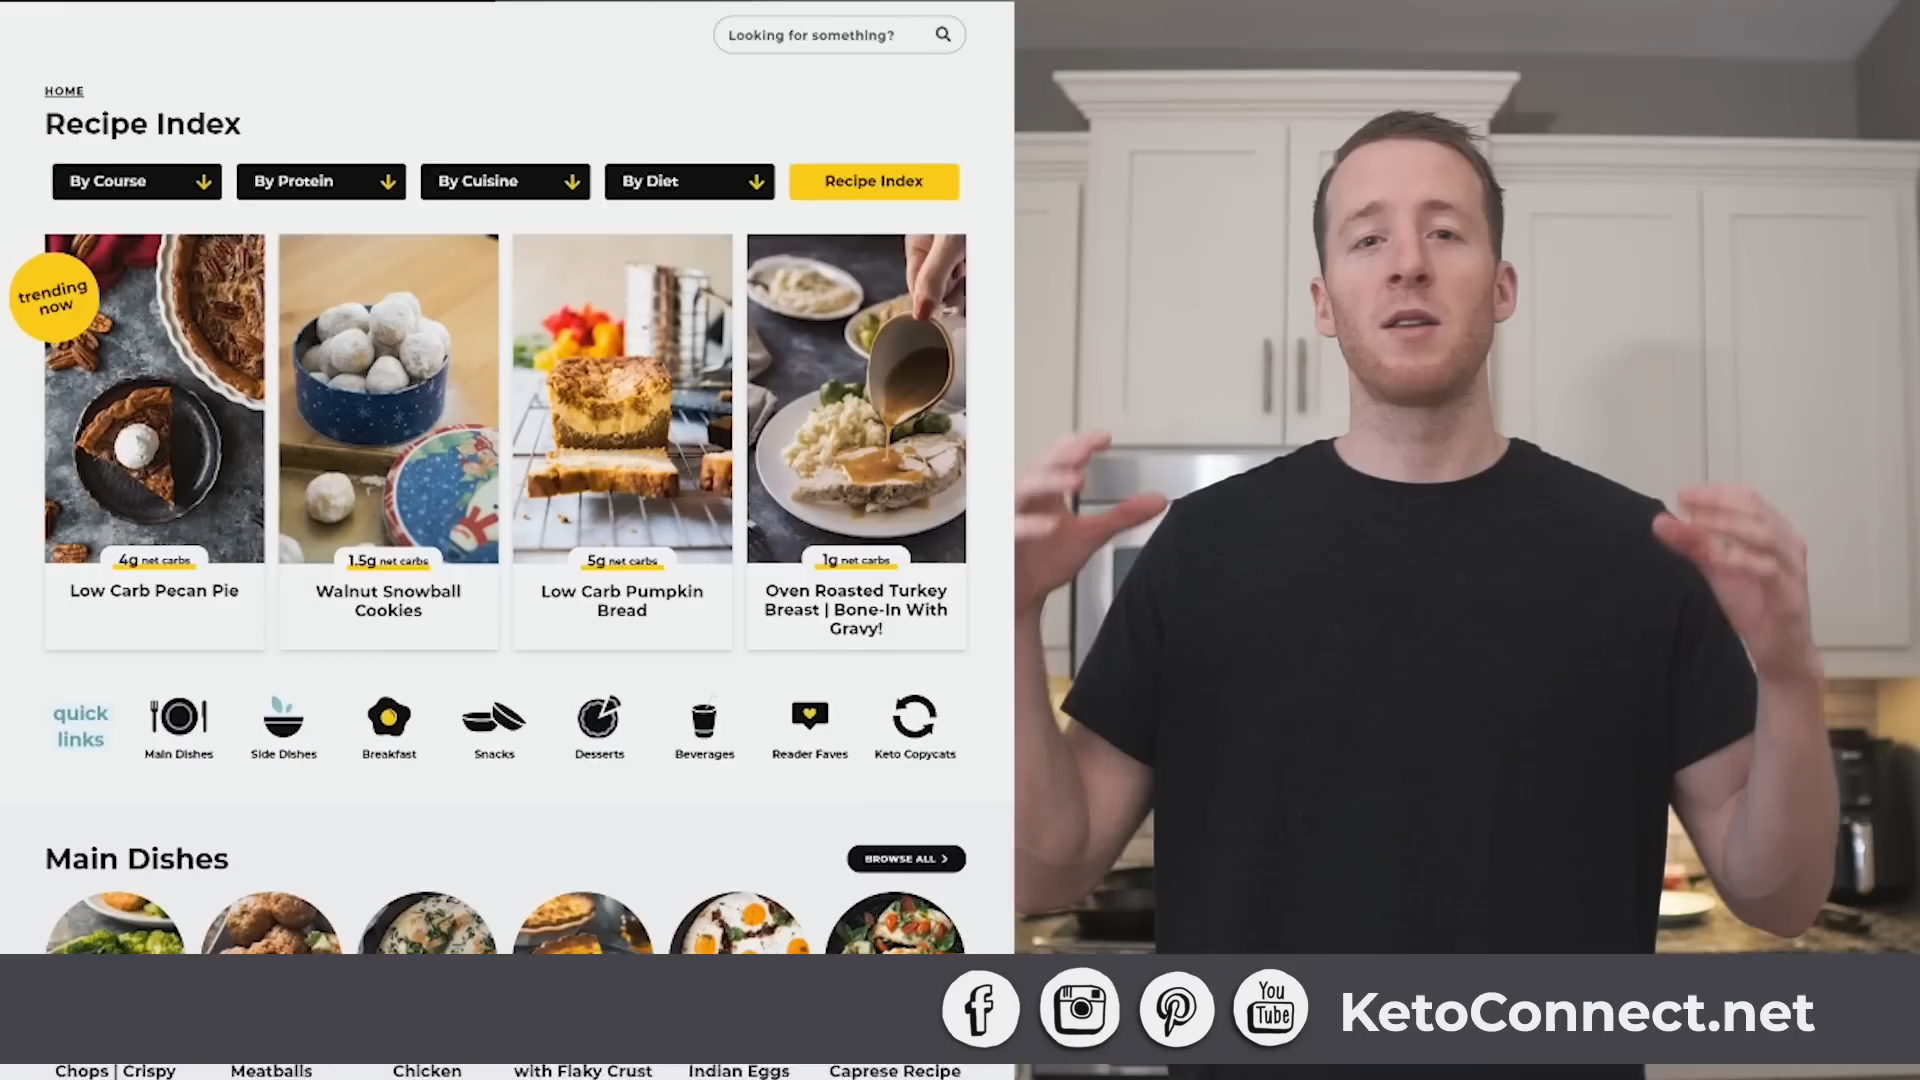 Looking for something?
HOME
Recipe Index
By Course
By Protein
By Cuisine
By Diet
Recipe Index
trending
now
4g net carbs
1.5g net carbs
5g net carbs
1g net carbs
Low Carb Pecan Pie
Walnut Snowball
Cookies
Low Carb Pumpkin
Bread
Oven Roasted Turkey
Breast | Bone-In With
Gravy!
quick
links
Main Dishes
Side Dishes
Breakfast
Snacks
Desserts
Beverages
Reader Faves
Keto Copycats
Main Dishes
BROWSE ALL
You
Tube
KetoConnect.net
Chops | Crispy
Meatballs
Chicken
with Flaky Crust
Indian Eggs
Caprese Recipe